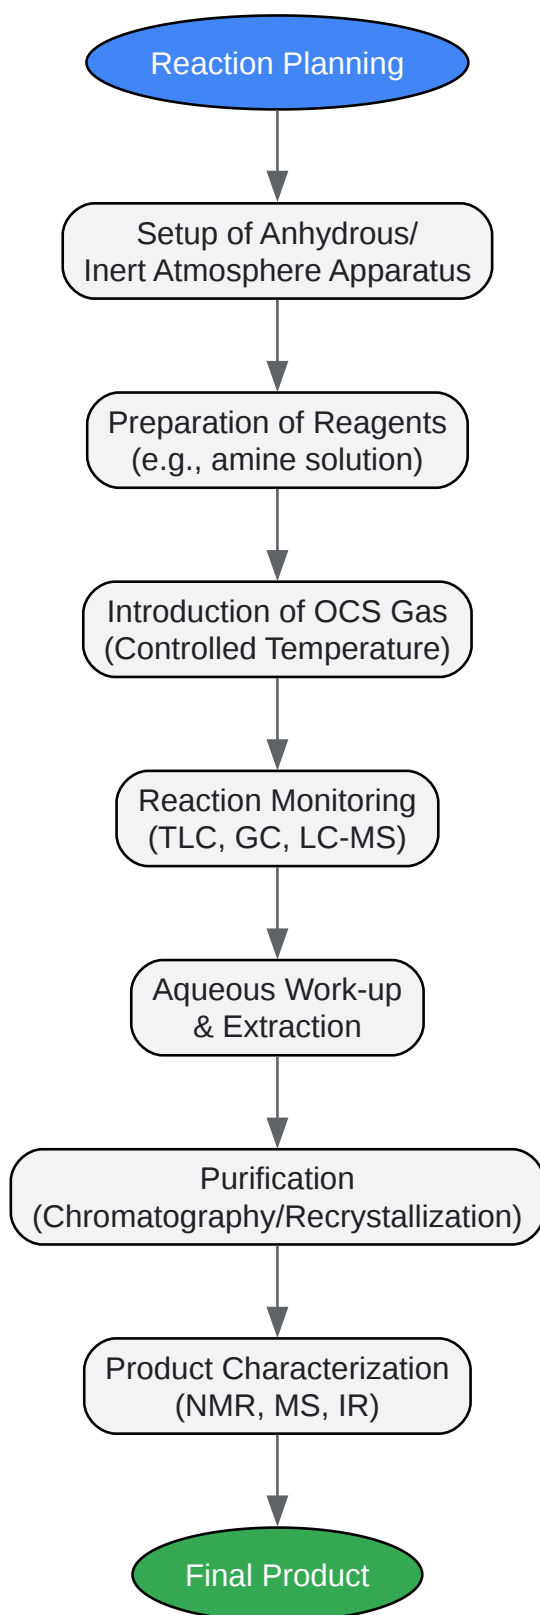 Reaction Planning
Setup of Anhydrous/
Inert Atmosphere Apparatus
Preparation of Reagents
(e.g., amine solution)
Introduction of OCS Gas
(Controlled Temperature)
Reaction Monitoring
(TLC, GC, LC-MS)
Aqueous Work-up
& Extraction
Purification
(Chromatography/Recrystallization)
Product Characterization
(NMR, MS, IR)
Final Product